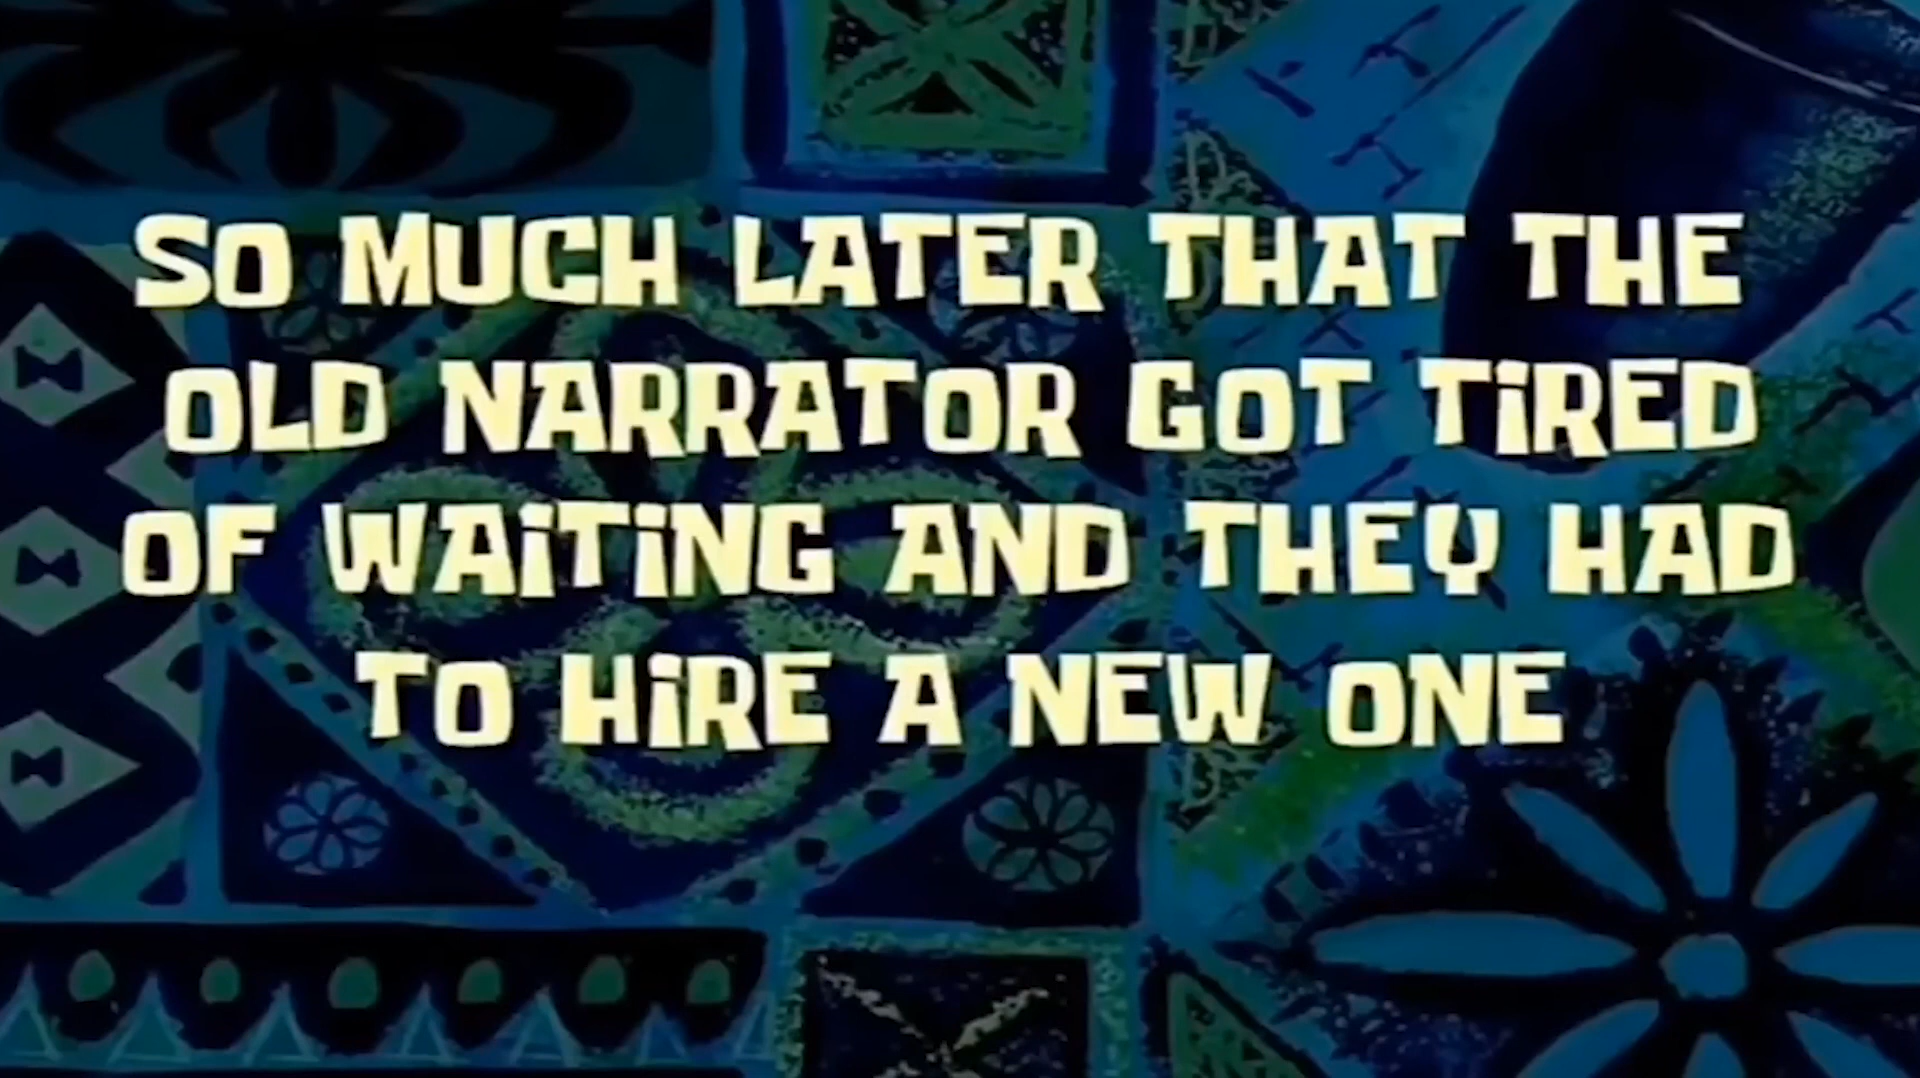 SO MUCH LATER THAT THE
OLD NARRATOR GOT TiRED
OF WAiTiNG AND THEY HAD
TO HiRE A NEW ONE